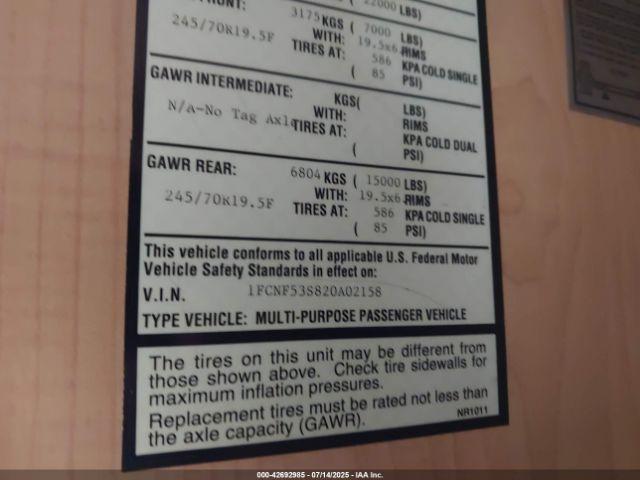 RONT:
22000 LBS)
3175 KGS ( 7000 LBS)
245/70R19.5F WITH: 19.5x6. RIMS
TIRES AT: 586 KPA COLD SINGLE
( 85 PSI)
GAWR INTERMEDIATE: KGS( LBS)
WITH: RIMS
N/a-No Tag Axle TIRES AT: KPA COLD DUAL
( PSI)
GAWR REAR: 6804 KGS ( 15000 LBS)
245/70R19.5F WITH: 19.5x6. RIMS
TIRES AT: 586 KPA COLD SINGLE
( 85 PSI)
This vehicle conforms to all applicable U.S. Federal Motor
Vehicle Safety Standards in effect on:
V.I.N. 1FCNF53S820A02158
TYPE VEHICLE: MULTI-PURPOSE PASSENGER VEHICLE
The tires on this unit may be different from
those shown above. Check tire sidewalls for
maximum inflation pressures.
Replacement tires must be rated not less than
the axle capacity (GAWR). NR1011
000-42692985 - 07/14/2025 - IAA Inc.